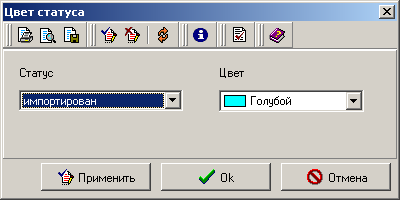 Цвет статуса
Статус
Цвет
импортирован
Голубой
Применить
Ok
Отмена